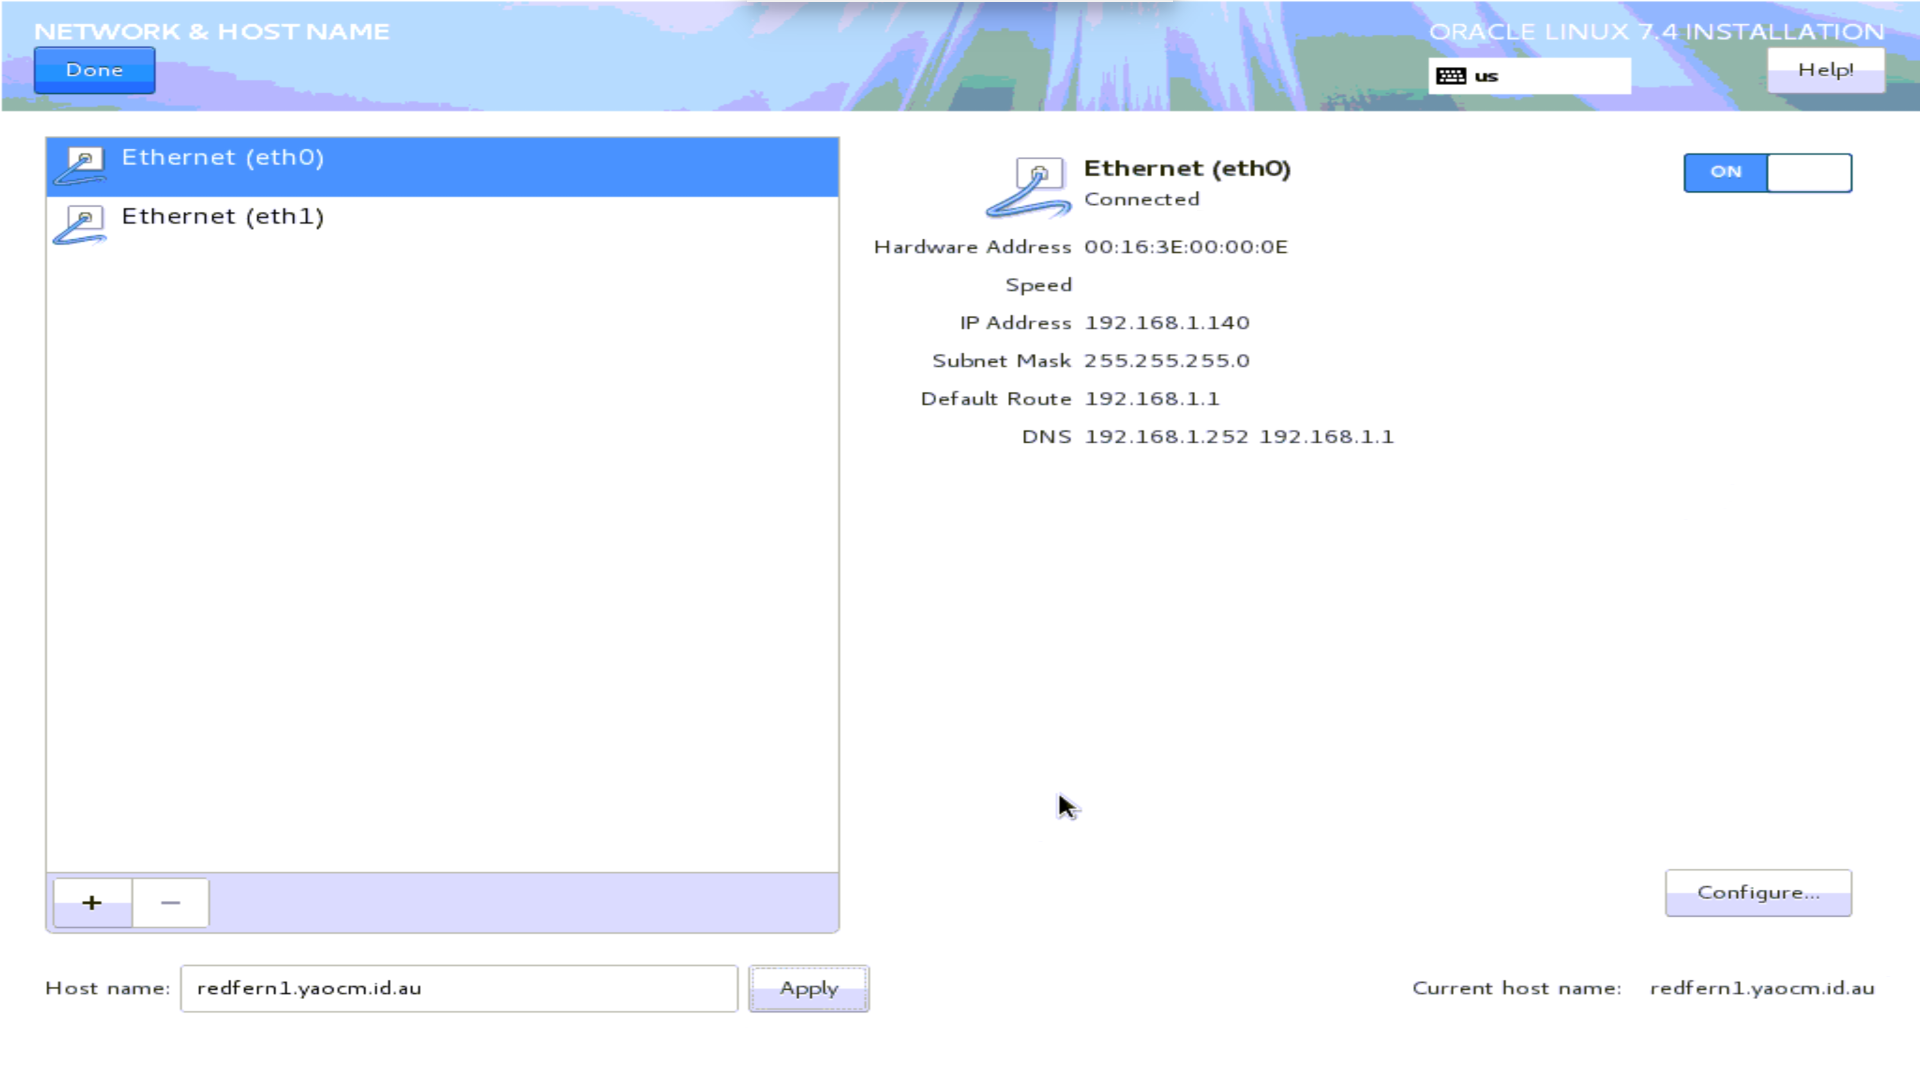 NETWORK & HOST NAME
ORACLE LINUX 7.4 INSTALLATION
Done
us
Help!
Ethernet (eth0)
Ethernet (eth1)
Ethernet (eth0)
Connected
ON
Hardware Address 00:16:3E:00:00:0E
Speed
IP Address 192.168.1.140
Subnet Mask 255.255.255.0
Default Route 192.168.1.1
DNS 192.168.1.252 192.168.1.1
+ −
Configure...
Host name: redfern1.yaocm.id.au Apply
Current host name: redfern1.yaocm.id.au